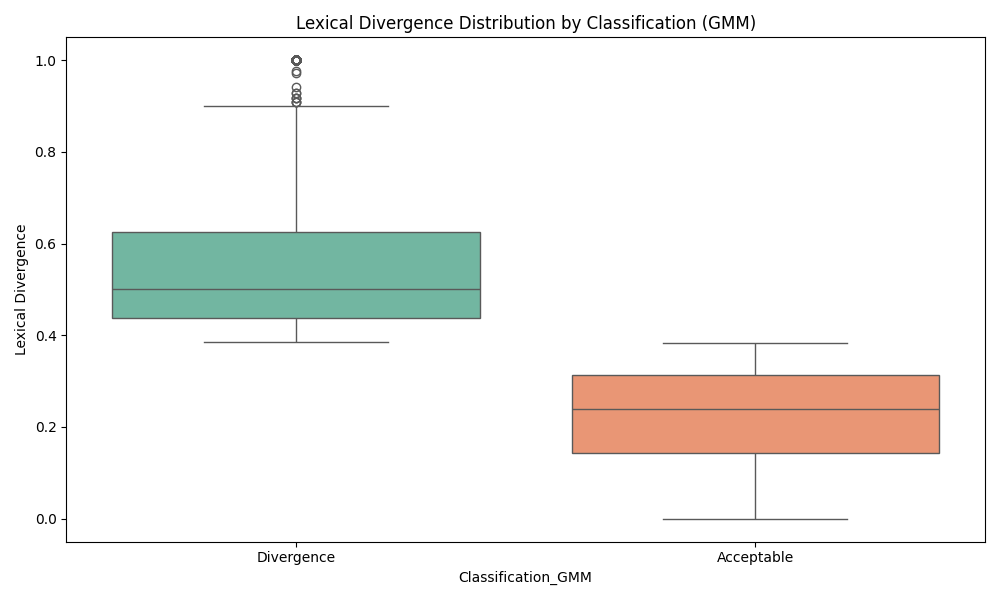 Lexical Divergence Distribution by Classification (GMM)
Lexical Divergence
1.0
0.8
0.6
0.4
0.2
0.0
Divergence
Acceptable
Classification_GMM